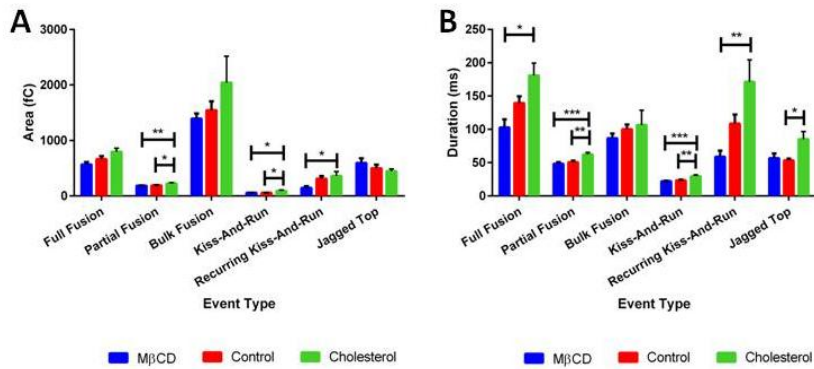 A
Area (fC)
3000
2000
1000
0
**
*
*
*
*
Full Fusion
Partial Fusion
Bulk Fusion
Kiss-And-Run
Recurring Kiss-And-Run
Jagged Top
Event Type
MβCD Control Cholesterol
B
Duration (ms)
250
200
150
100
50
0
*
***
**
***
**
**
*
Full Fusion
Partial Fusion
Bulk Fusion
Kiss-And-Run
Recurring Kiss-And-Run
Jagged Top
Event Type
MβCD Control Cholesterol